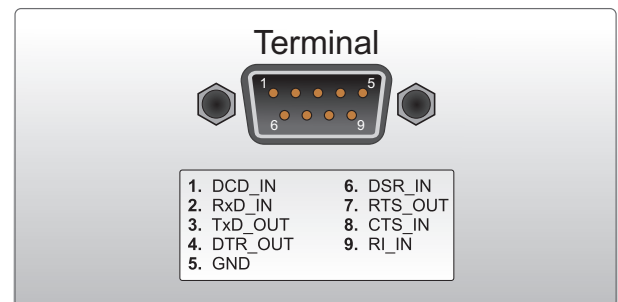 Terminal
1 5
6 9
1. DCD_IN
2. RxD_IN
3. TxD_OUT
4. DTR_OUT
5. GND
6. DSR_IN
7. RTS_OUT
8. CTS_IN
9. RI_IN